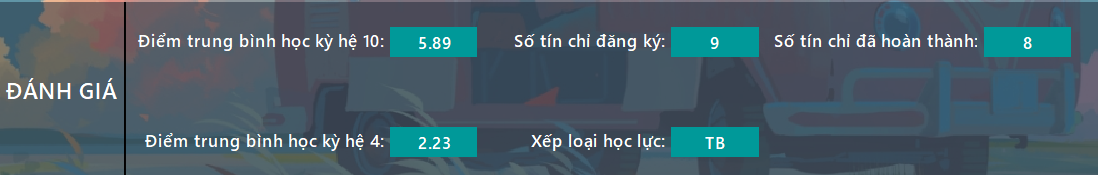 Điểm trung bình học kỳ hệ 10: 5.89 Số tín chỉ đăng ký: 9 Số tín chỉ đã hoàn thành: 8
ĐÁNH GIÁ
Điểm trung bình học kỳ hệ 4: 2.23 Xếp loại học lực: TB